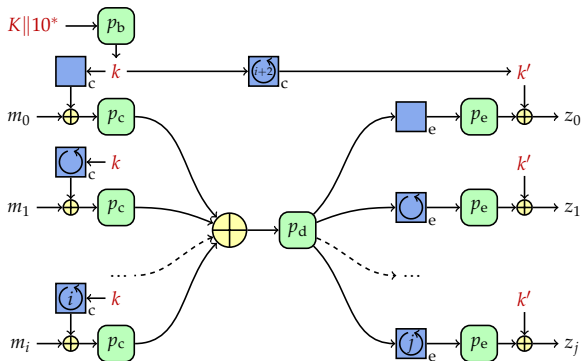 K∥10* p_b
c k i+2 c k′
m_0 p_c e p_e z_0
c k k′
m_1 p_c p_d e p_e z_1
... ...
i c k k′
m_i p_c j e p_e z_j